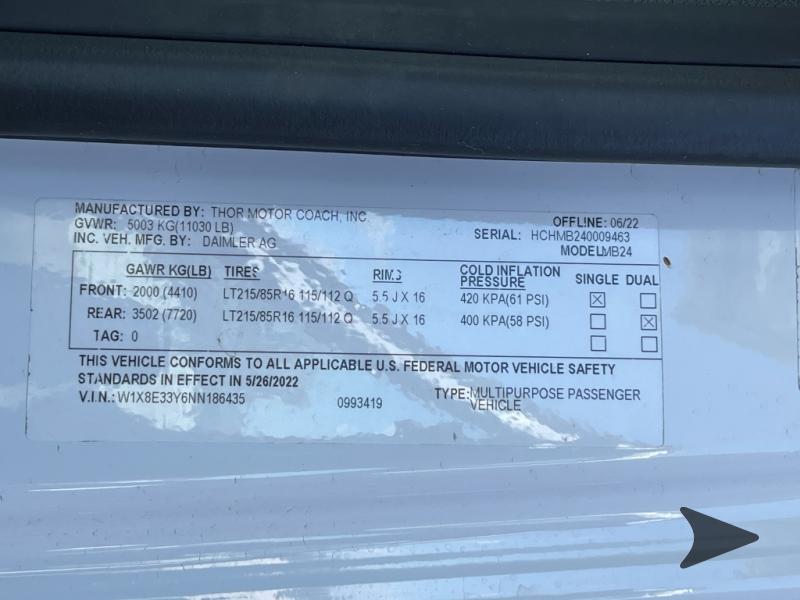 MANUFACTURED BY: THOR MOTOR COACH, INC.
GVWR: 5003 KG(11030 LB)
INC. VEH. MFG. BY: DAIMLER AG
OFFLINE: 06/22
SERIAL: HCHMB240009463
MODEL:MB24
GAWR KG(LB) TIRES RIMS COLD INFLATION PRESSURE SINGLE DUAL
FRONT: 2000 (4410) LT215/85R16 115/112 Q 5.5 J X 16 420 KPA(61 PSI) ☒ ☐
REAR: 3502 (7720) LT215/85R16 115/112 Q 5.5 J X 16 400 KPA(58 PSI) ☐ ☒
TAG: 0 ☐ ☐
THIS VEHICLE CONFORMS TO ALL APPLICABLE U.S. FEDERAL MOTOR VEHICLE SAFETY
STANDARDS IN EFFECT IN 5/26/2022
V.I.N.: W1X8E33Y6NN186435 0993419 TYPE:MULTIPURPOSE PASSENGER
VEHICLE